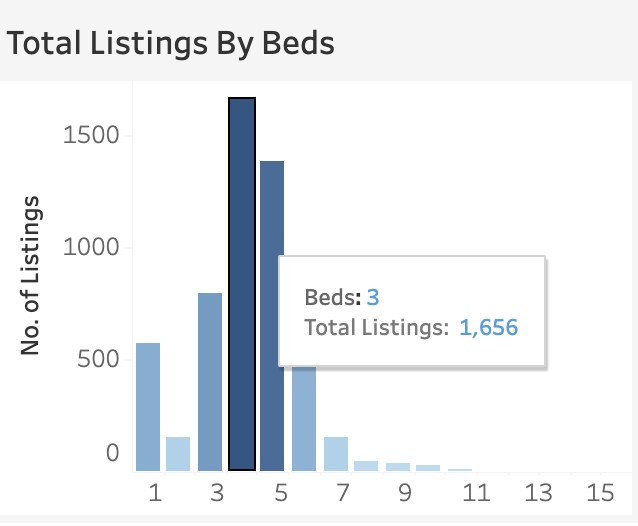 Total Listings By Beds
No. of Listings
1500
1000
500
0
Beds: 3
Total Listings: 1,656
1 3 5 7 9 11 13 15